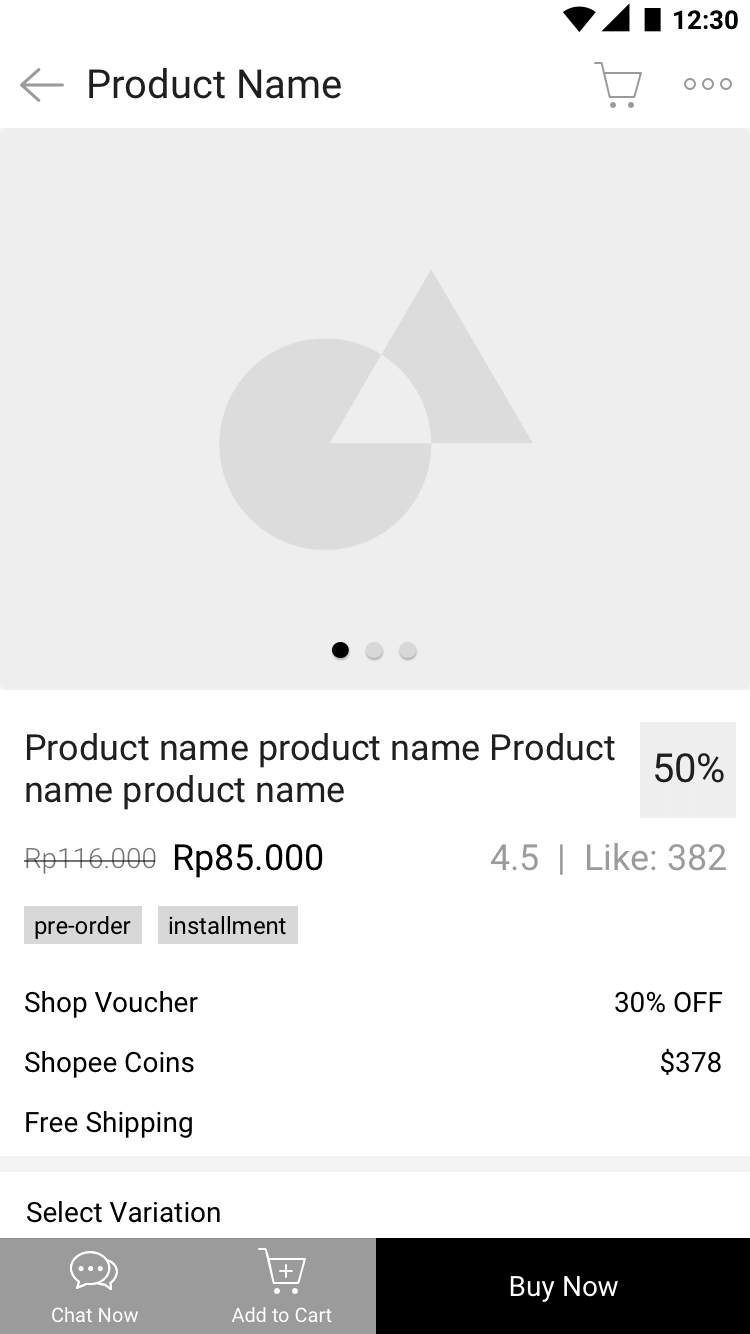 12:30
Product Name
Product name product name Product
name product name
50%
Rp116.000 Rp85.000 4.5 | Like: 382
pre-order installment
Shop Voucher 30% OFF
Shopee Coins $378
Free Shipping
Select Variation
Chat Now Add to Cart Buy Now